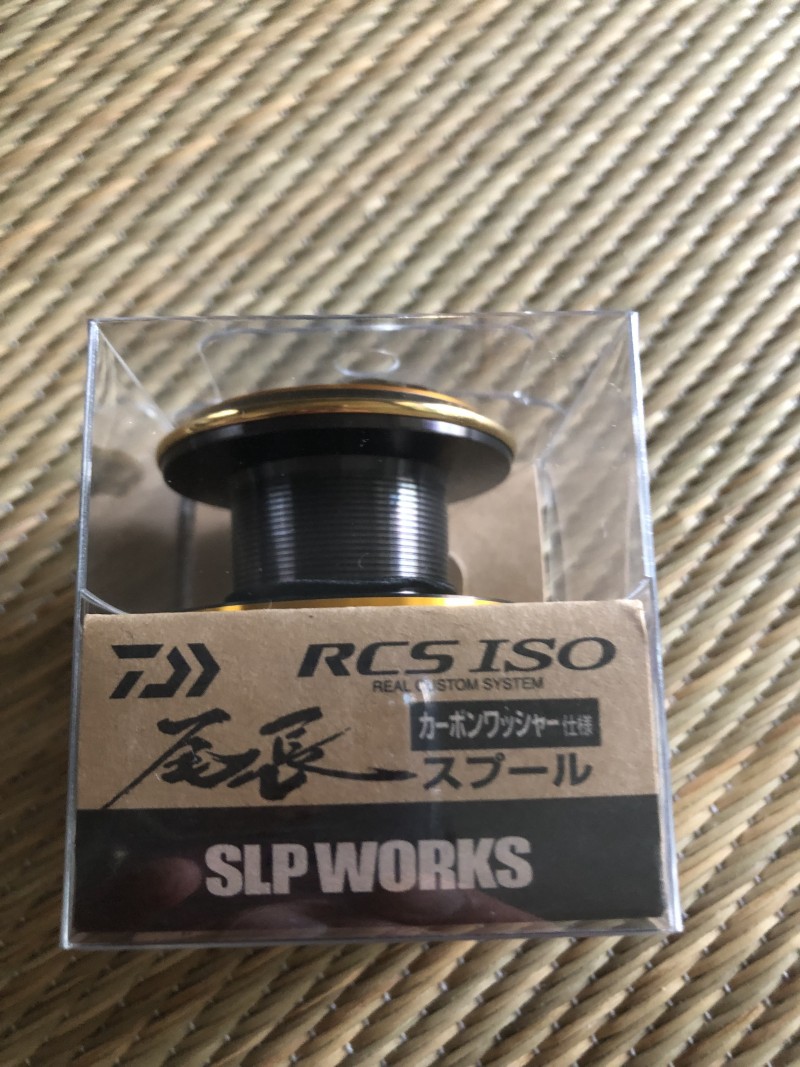 RCS ISO
REAL CUSTOM SYSTEM
尾長
カーボンワッシャー仕様
スプール
SLP WORKS